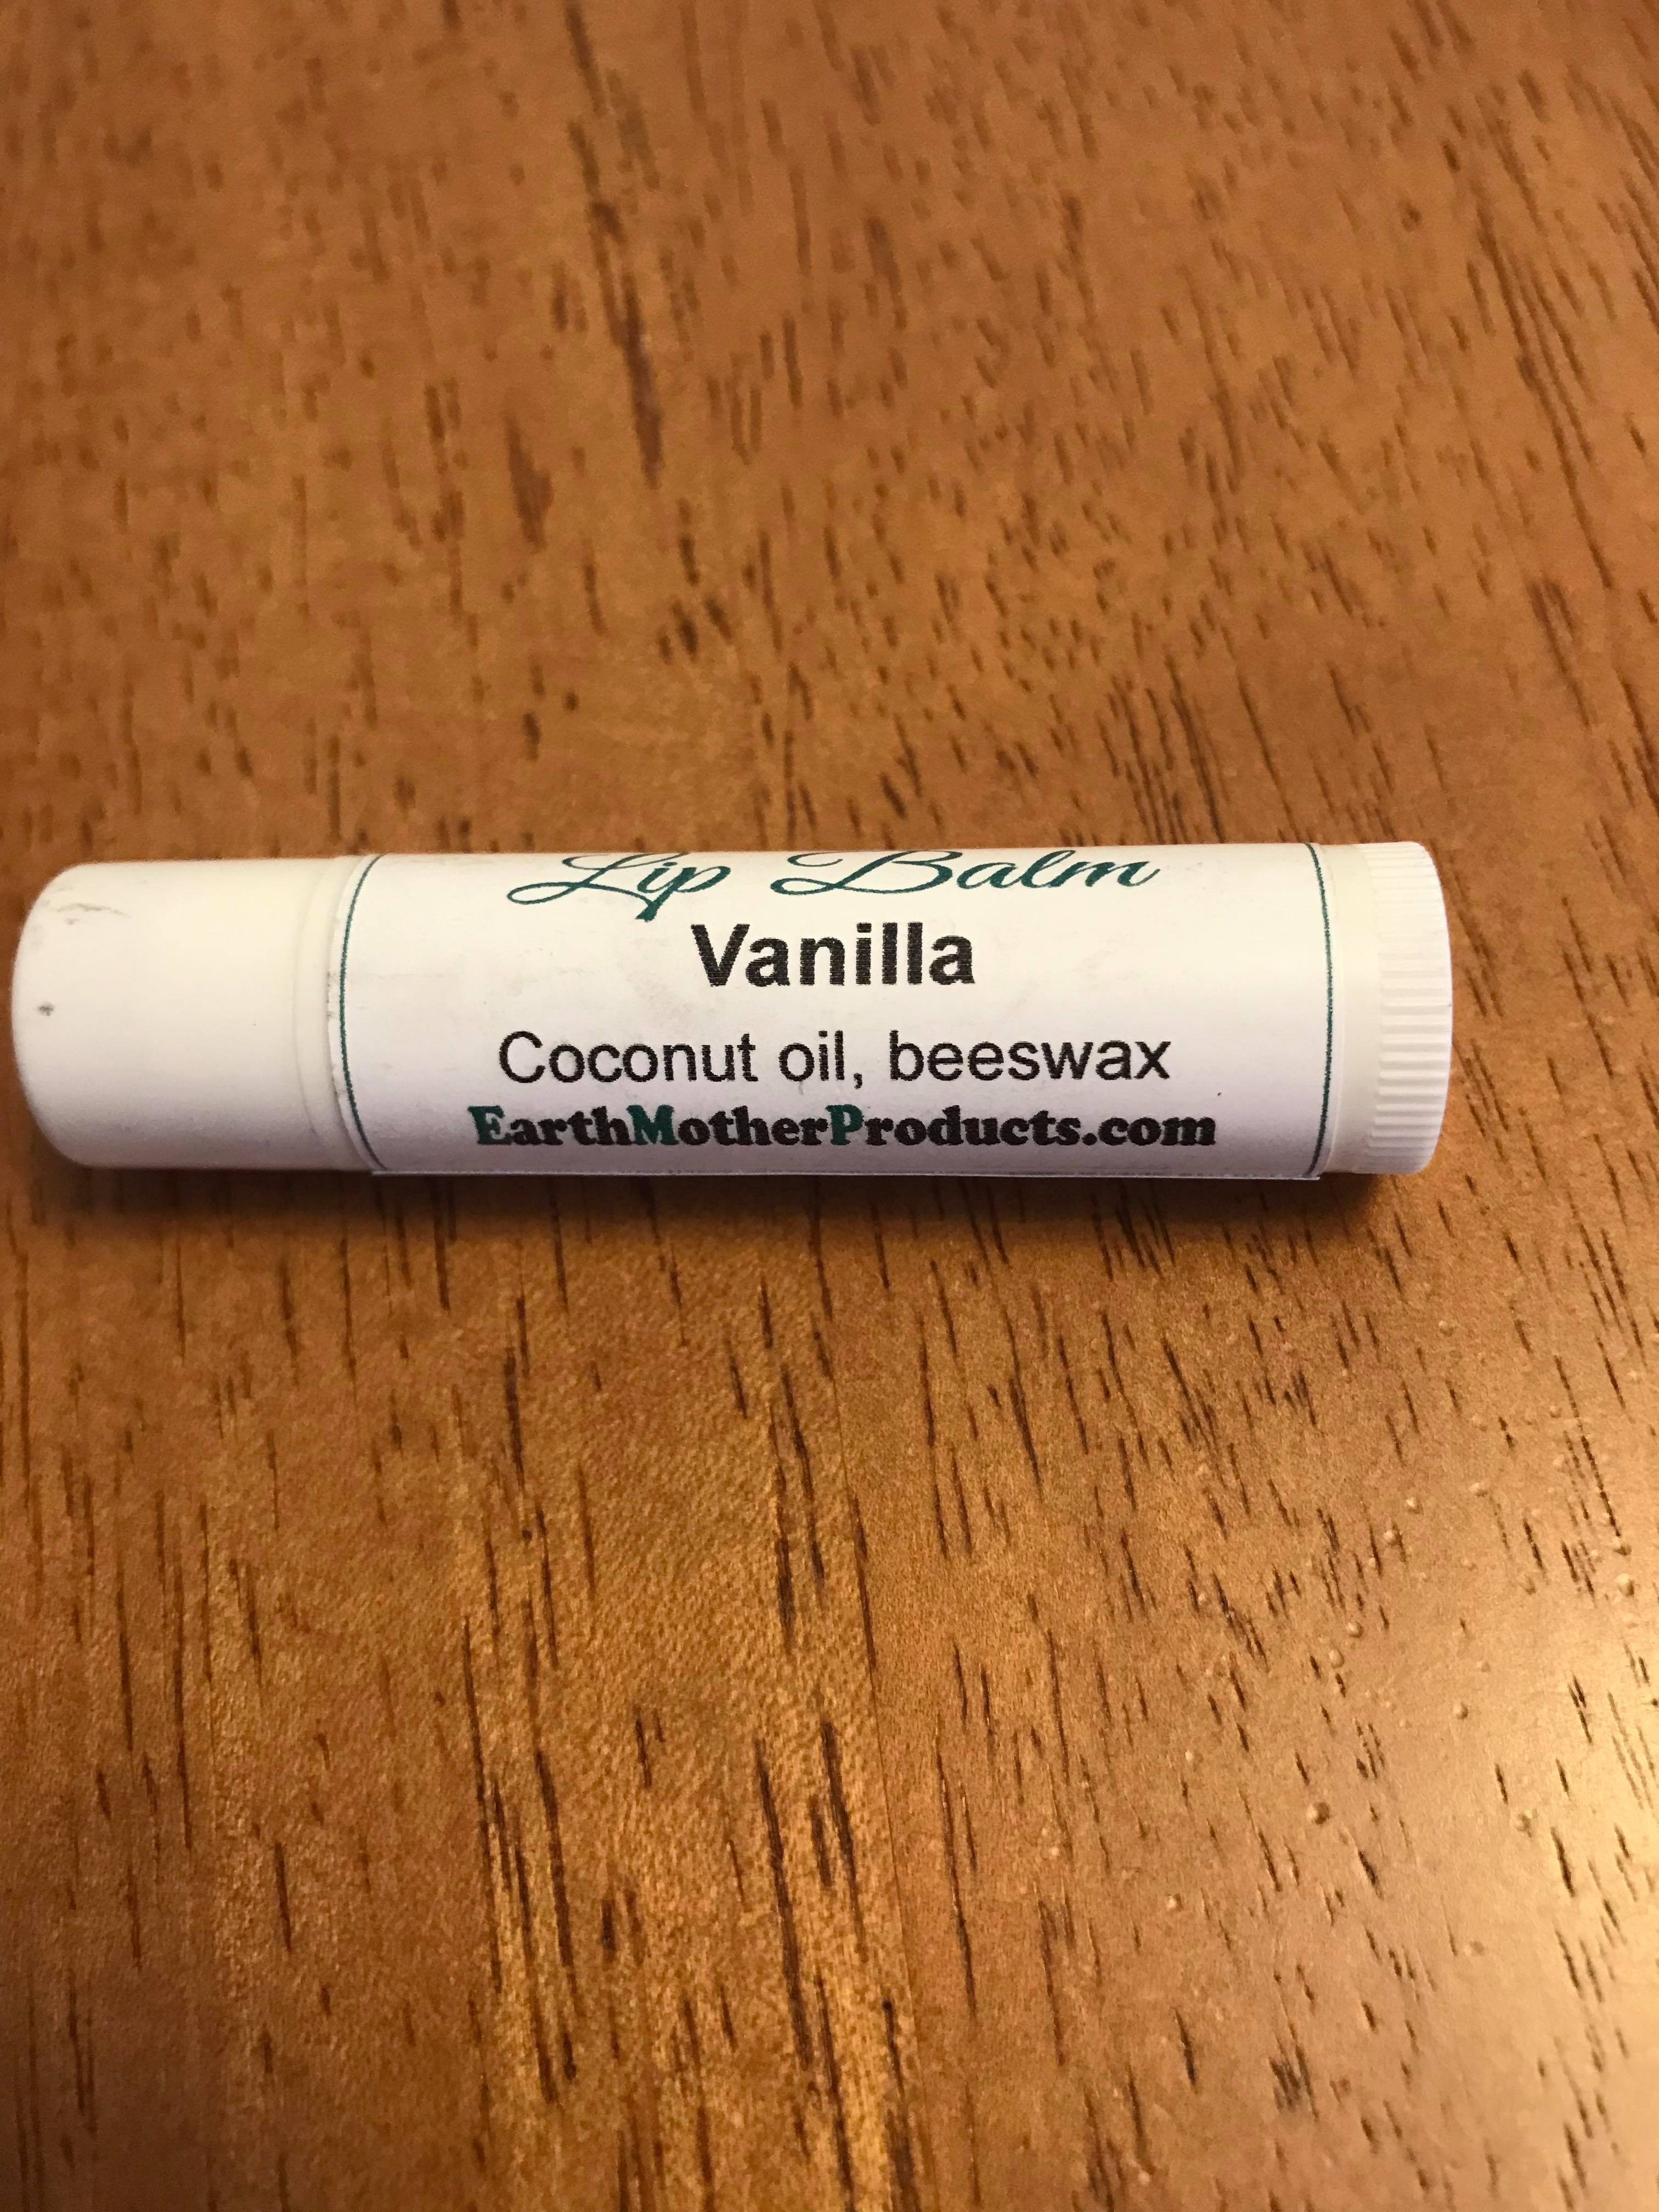 Lip Balm
Vanilla
Coconut oil, beeswax
EarthMotherProducts.com